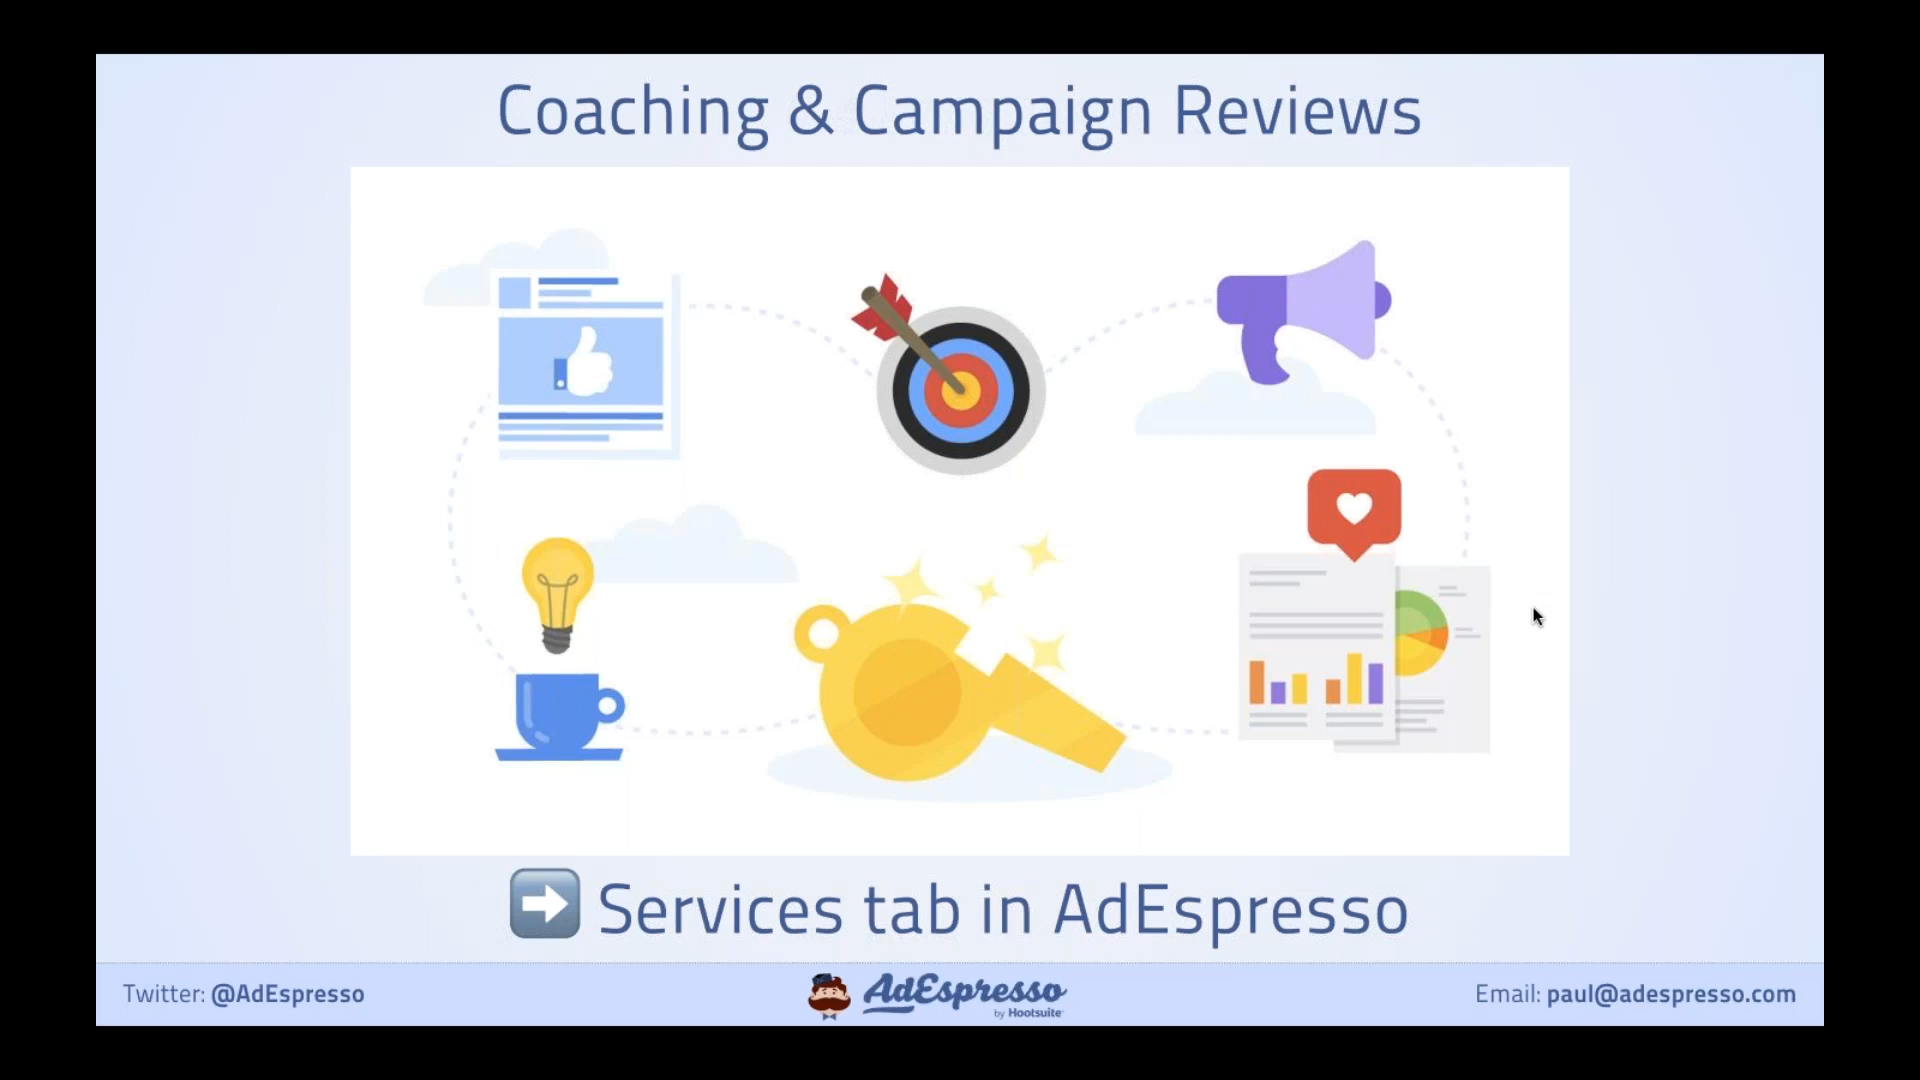 Coaching & Campaign Reviews
➡ Services tab in AdEspresso
Twitter: @AdEspresso
AdEspresso
by Hootsuite
Email: paul@adespresso.com